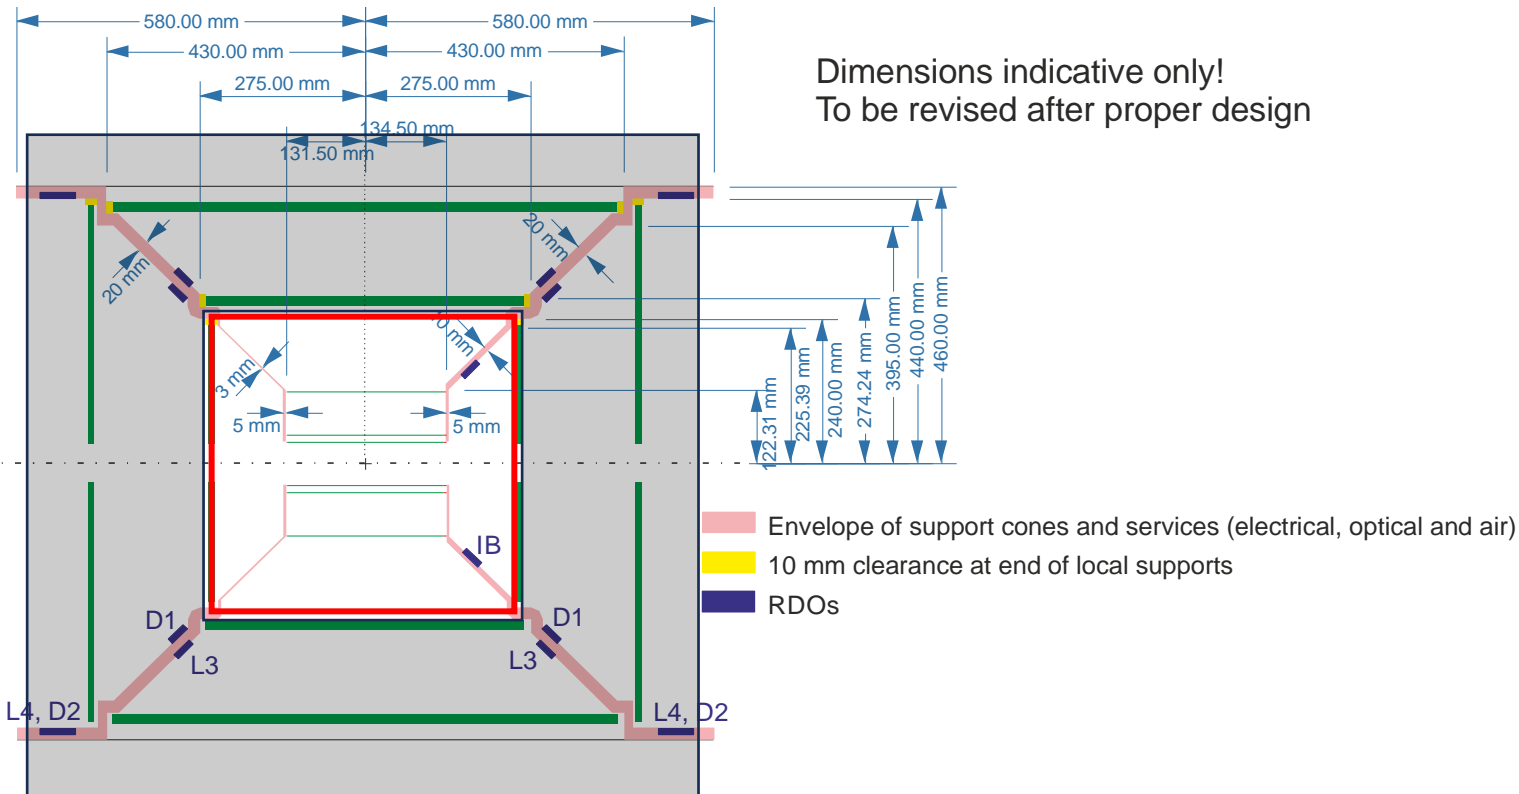 580.00 mm
580.00 mm
430.00 mm
430.00 mm
275.00 mm
275.00 mm
134.50 mm
131.50 mm
Dimensions indicative only!
To be revised after proper design
20 mm
20 mm
10 mm
3 mm
5 mm
5 mm
122.31 mm
225.39 mm
240.00 mm
274.24 mm
395.00 mm
440.00 mm
460.00 mm
IB
D1
L3
D1
L3
L4, D2
L4, D2
Envelope of support cones and services (electrical, optical and air)
10 mm clearance at end of local supports
RDOs